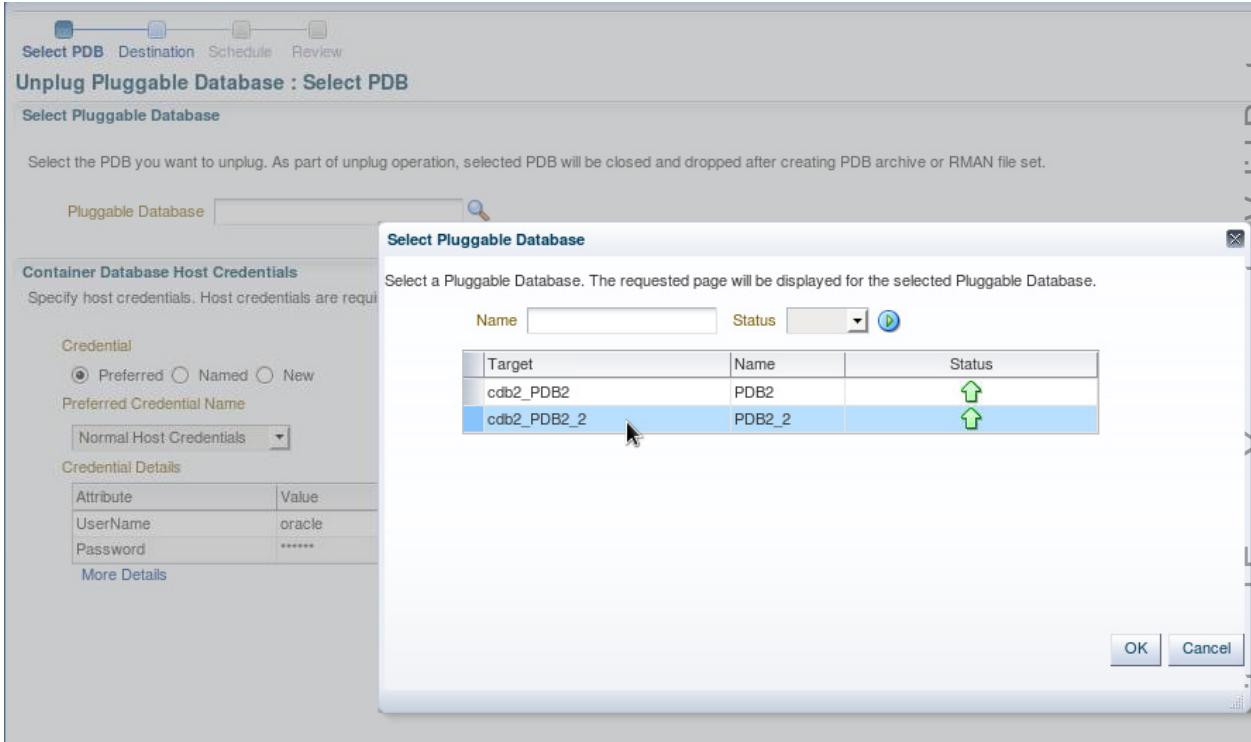 Select PDB Destination Schedule Review
Unplug Pluggable Database : Select PDB
Select Pluggable Database
Select the PDB you want to unplug. As part of unplug operation, selected PDB will be closed and dropped after creating PDB archive or RMAN file set.
Pluggable Database
Container Database Host Credentials
Specify host credentials. Host credentials are requi
Credential
Preferred Named New
Preferred Credential Name
Normal Host Credentials
Credential Details
Attribute Value
UserName oracle
Password ******
More Details
Select Pluggable Database
Select a Pluggable Database. The requested page will be displayed for the selected Pluggable Database.
Name Status
Target Name Status
cdb2_PDB2 PDB2
cdb2_PDB2_2 PDB2_2
OK Cancel